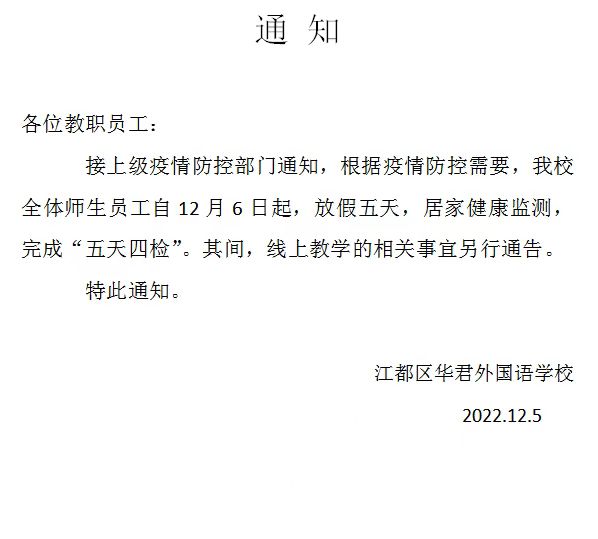 通 知
各位教职员工：
接上级疫情防控部门通知，根据疫情防控需要，我校
全体师生员工自 12 月 6 日起，放假五天，居家健康监测，
完成“五天四检”。其间，线上教学的相关事宜另行通告。
特此通知。
江都区华君外国语学校
2022.12.5